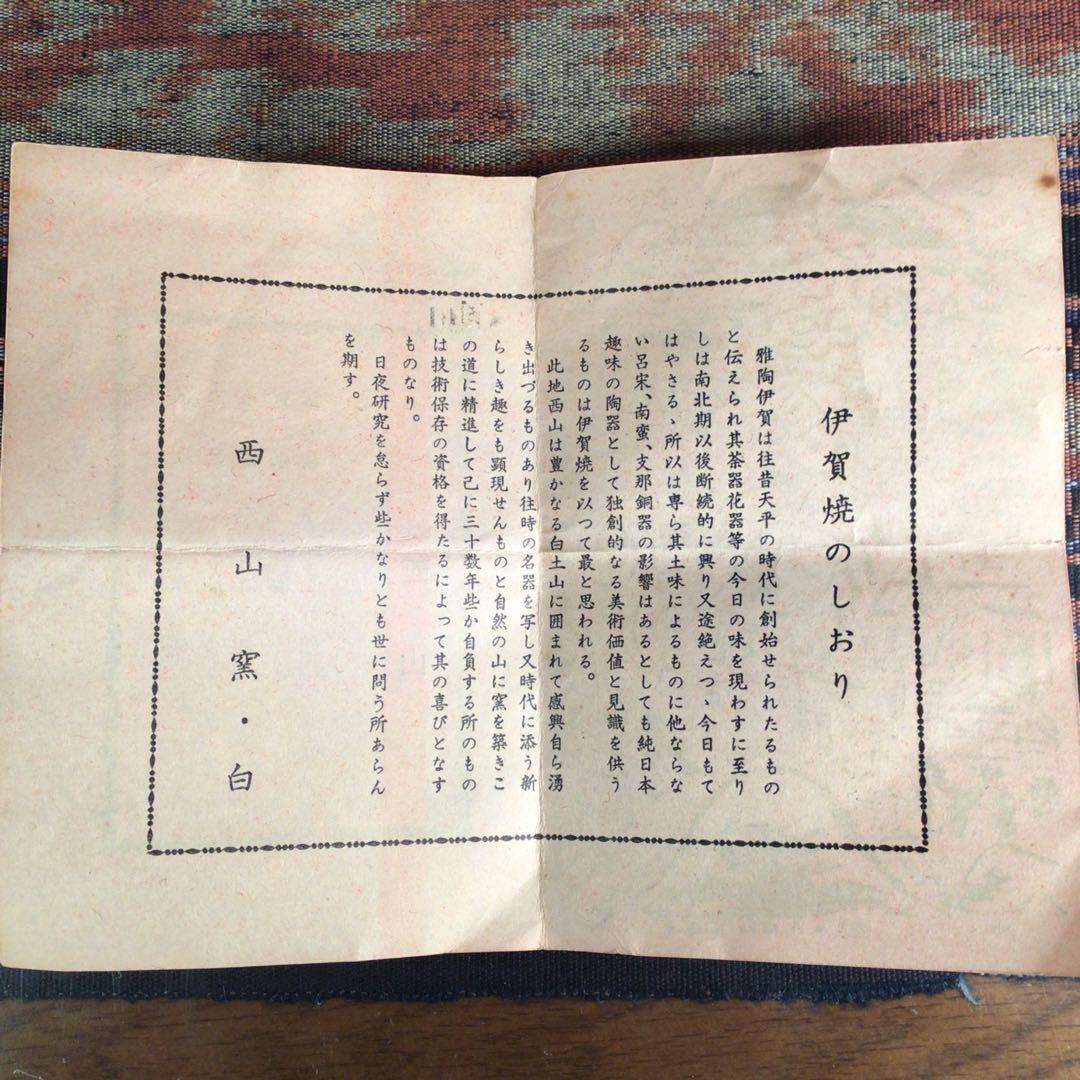 伊賀焼のしおり
雅陶伊賀は往昔天平の時代に創始せられたるもの
と伝えられ其茶器花器等の今日の味を現わすに至り
しは南北期以後断続的に興り又途絶えつゝ今日もて
はやさるゝ所以は専ら其土味によるものに他ならな
い呂宋、南蛮、支那銅器の影響はあるとしても純日本
趣味の陶器として独創的なる美術価値と見識を供う
るものは伊賀焼を以つて最と思われる。
此地西山は豊かなる白土山に囲まれて感興自ら湧
き出づるものあり往時の名器を写し又時代に添う新
らしき趣をも顕現せんものと自然の山に窯を築きこ
の道に精進して己に三十数年些か自負する所のもの
は技術保存の資格を得たるによって其の喜びとなす
ものなり。
日夜研究を怠らず些かなりとも世に問う所あらん
を期す。
西山窯・白